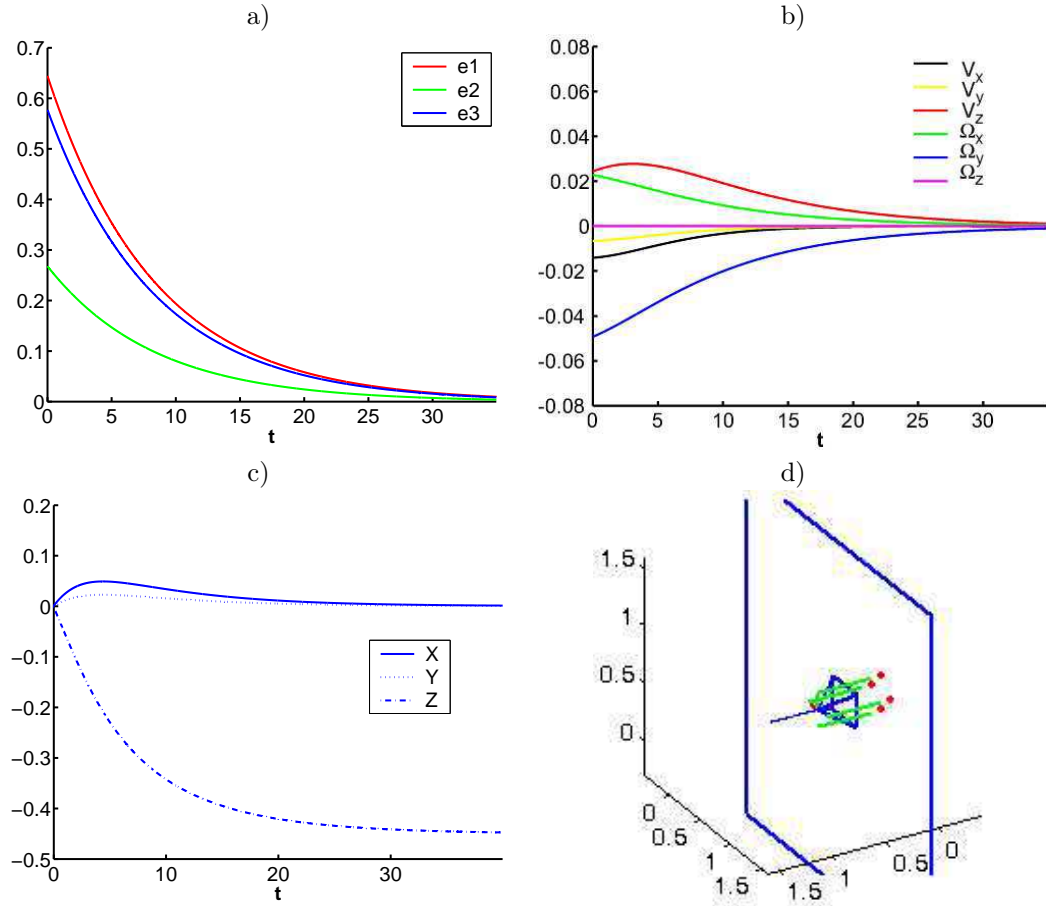 a)
0.7
0.6
0.5
0.4
0.3
0.2
0.1
0
0 5 10 15 20 25 30
t
e1
e2
e3
b)
0.08
0.06
0.04
0.02
0
-0.02
-0.04
-0.06
-0.08
0 5 10 15 20 25 30
t
Vx
Vy
Vz
Ωx
Ωy
Ωz
c)
0.2
0.1
0
−0.1
−0.2
−0.3
−0.4
−0.5
0 10 20 30
t
X
Y
Z
d)
1.5
1
0.5
0
0
0.5
1
1.5
1.5
1
0.5
0